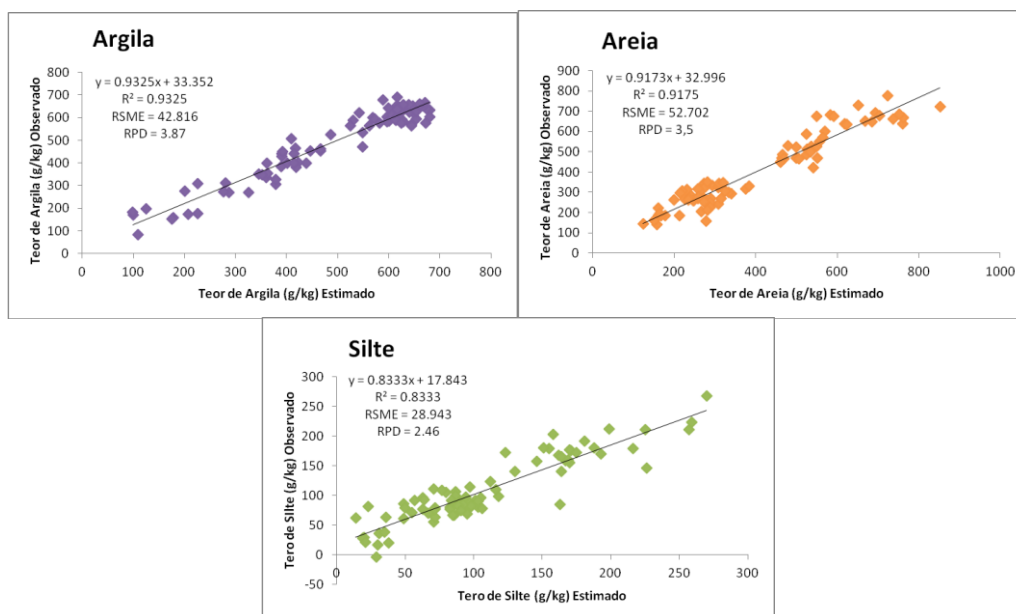 Argila
y = 0.9325x + 33.352
R² = 0.9325
RSME = 42.816
RPD = 3.87
Teor de Argila (g/kg) Observado
800
700
600
500
400
300
200
100
0
0 100 200 300 400 500 600 700 800
Teor de Argila (g/kg) Estimado
Areia
y = 0.9173x + 32.996
R² = 0.9175
RSME = 52.702
RPD = 3,5
Teor de Areia (g/kg) Observado
900
800
700
600
500
400
300
200
100
0
0 200 400 600 800 1000
Teor de Areia (g/kg) Estimado
Silte
y = 0.8333x + 17.843
R² = 0.8333
RSME = 28.943
RPD = 2.46
Tero de Silte (g/kg) Observado
300
250
200
150
100
50
0
-50
0 50 100 150 200 250 300
Tero de Silte (g/kg) Estimado